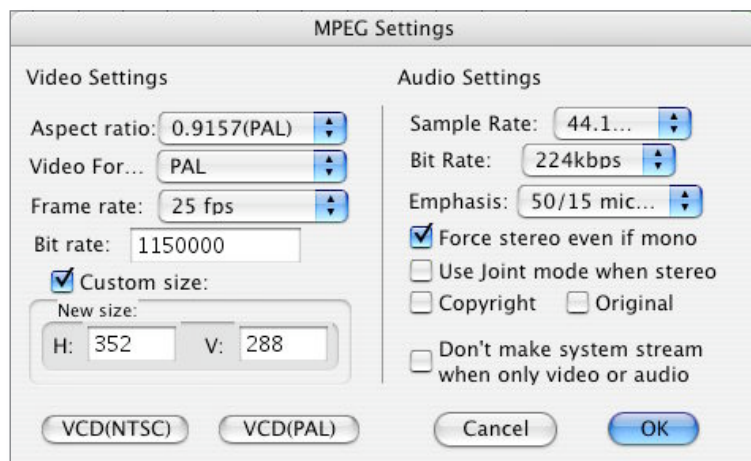 MPEG Settings
Video Settings
Aspect ratio: 0.9157(PAL)
Video For... PAL
Frame rate: 25 fps
Bit rate: 1150000
Custom size:
New size:
H: 352 V: 288
Audio Settings
Sample Rate: 44.1...
Bit Rate: 224kbps
Emphasis: 50/15 mic...
Force stereo even if mono
Use Joint mode when stereo
Copyright Original
Don't make system stream
when only video or audio
VCD(NTSC) VCD(PAL) Cancel OK